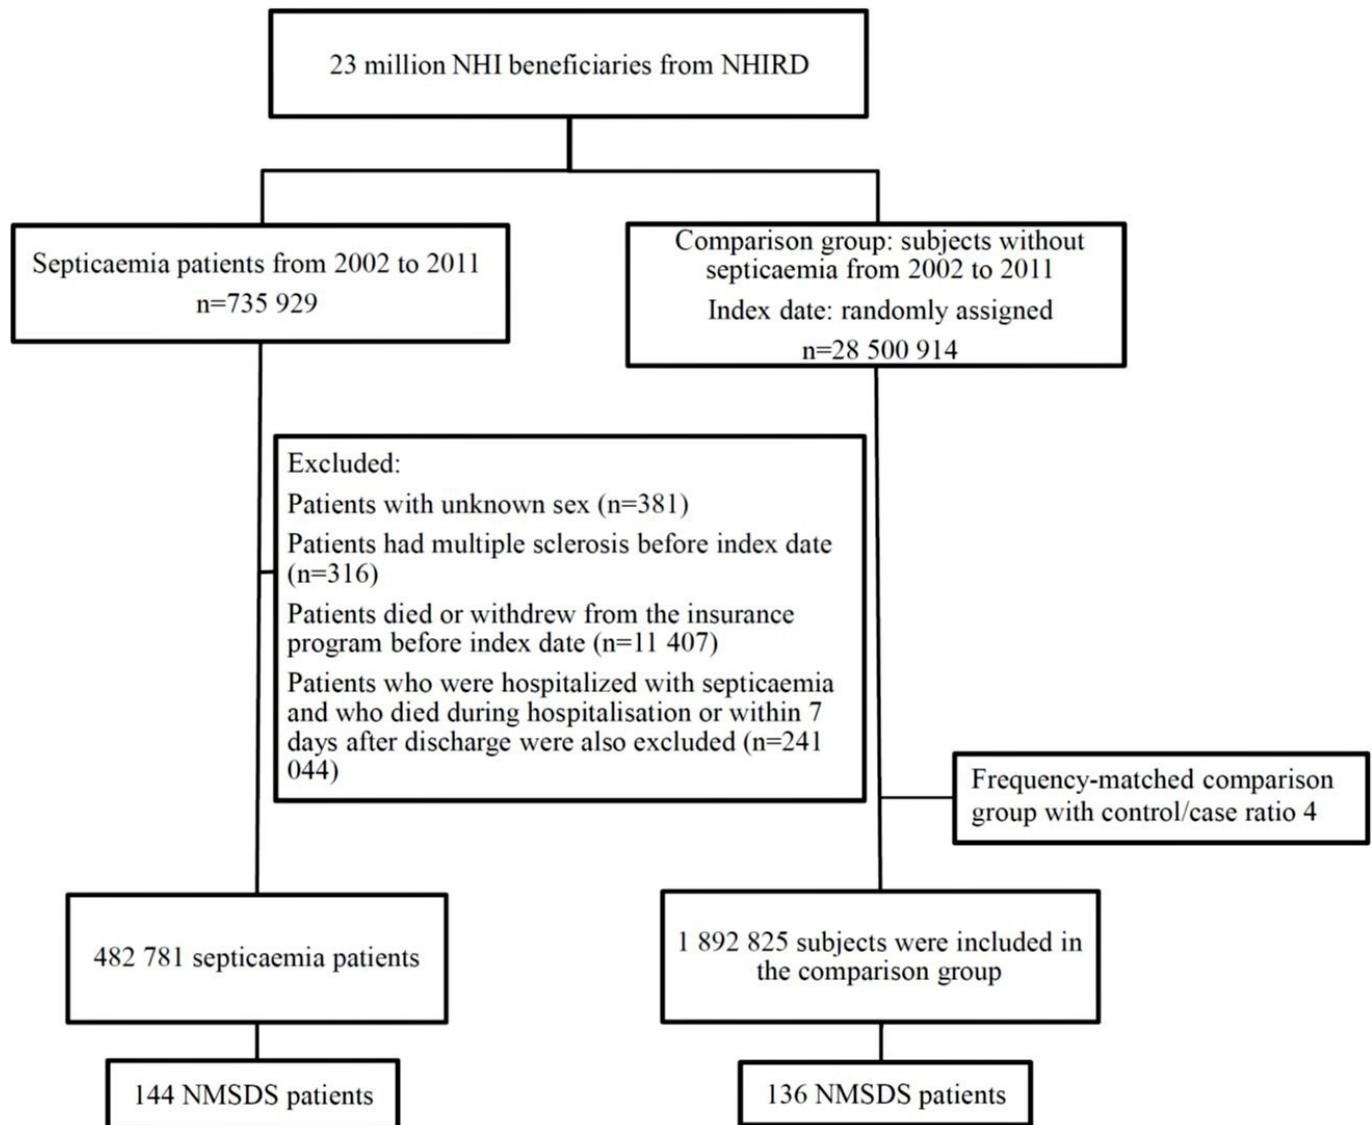 23 million NHI beneficiaries from NHIRD
Septicaemia patients from 2002 to 2011
n=735 929
Comparison group: subjects without
septicaemia from 2002 to 2011
Index date: randomly assigned
n=28 500 914
Excluded:
Patients with unknown sex (n=381)
Patients had multiple sclerosis before index date
(n=316)
Patients died or withdrew from the insurance
program before index date (n=11 407)
Patients who were hospitalized with septicaemia
and who died during hospitalisation or within 7
days after discharge were also excluded (n=241
044)
Frequency-matched comparison
group with control/case ratio 4
482 781 septicaemia patients
1 892 825 subjects were included in
the comparison group
144 NMSDS patients
136 NMSDS patients